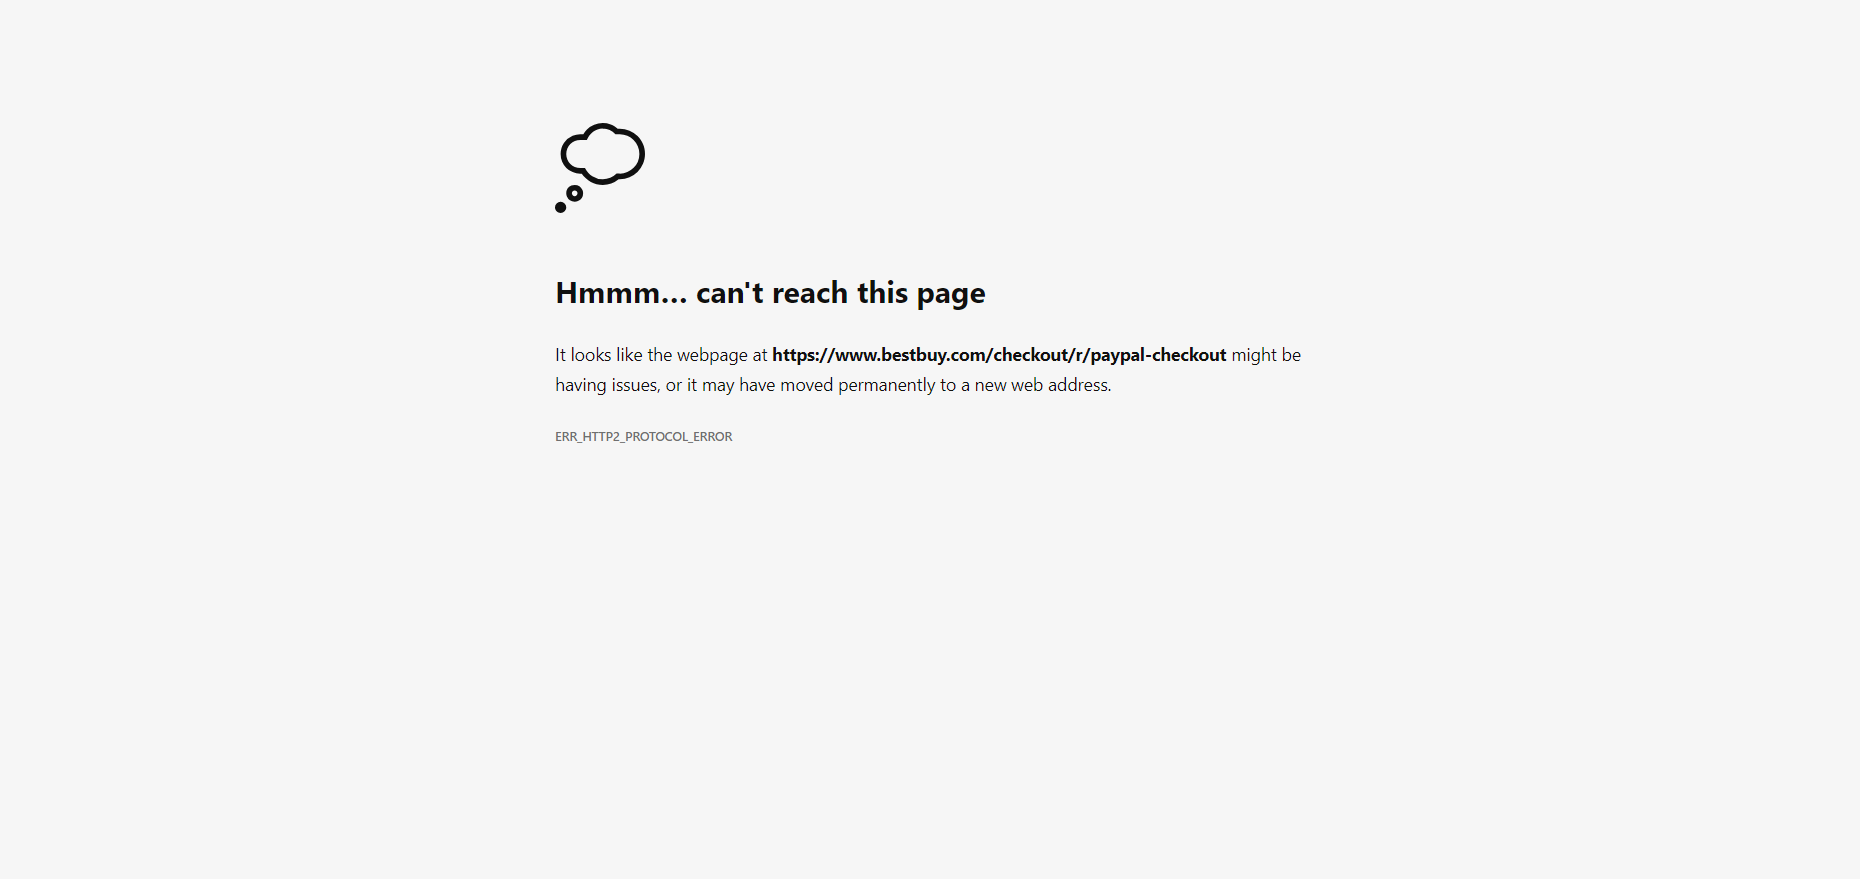 Hmmm... can't reach this page
It looks like the webpage at https://www.bestbuy.com/checkout/r/paypal-checkout might be
having issues, or it may have moved permanently to a new web address.
ERR_HTTP2_PROTOCOL_ERROR